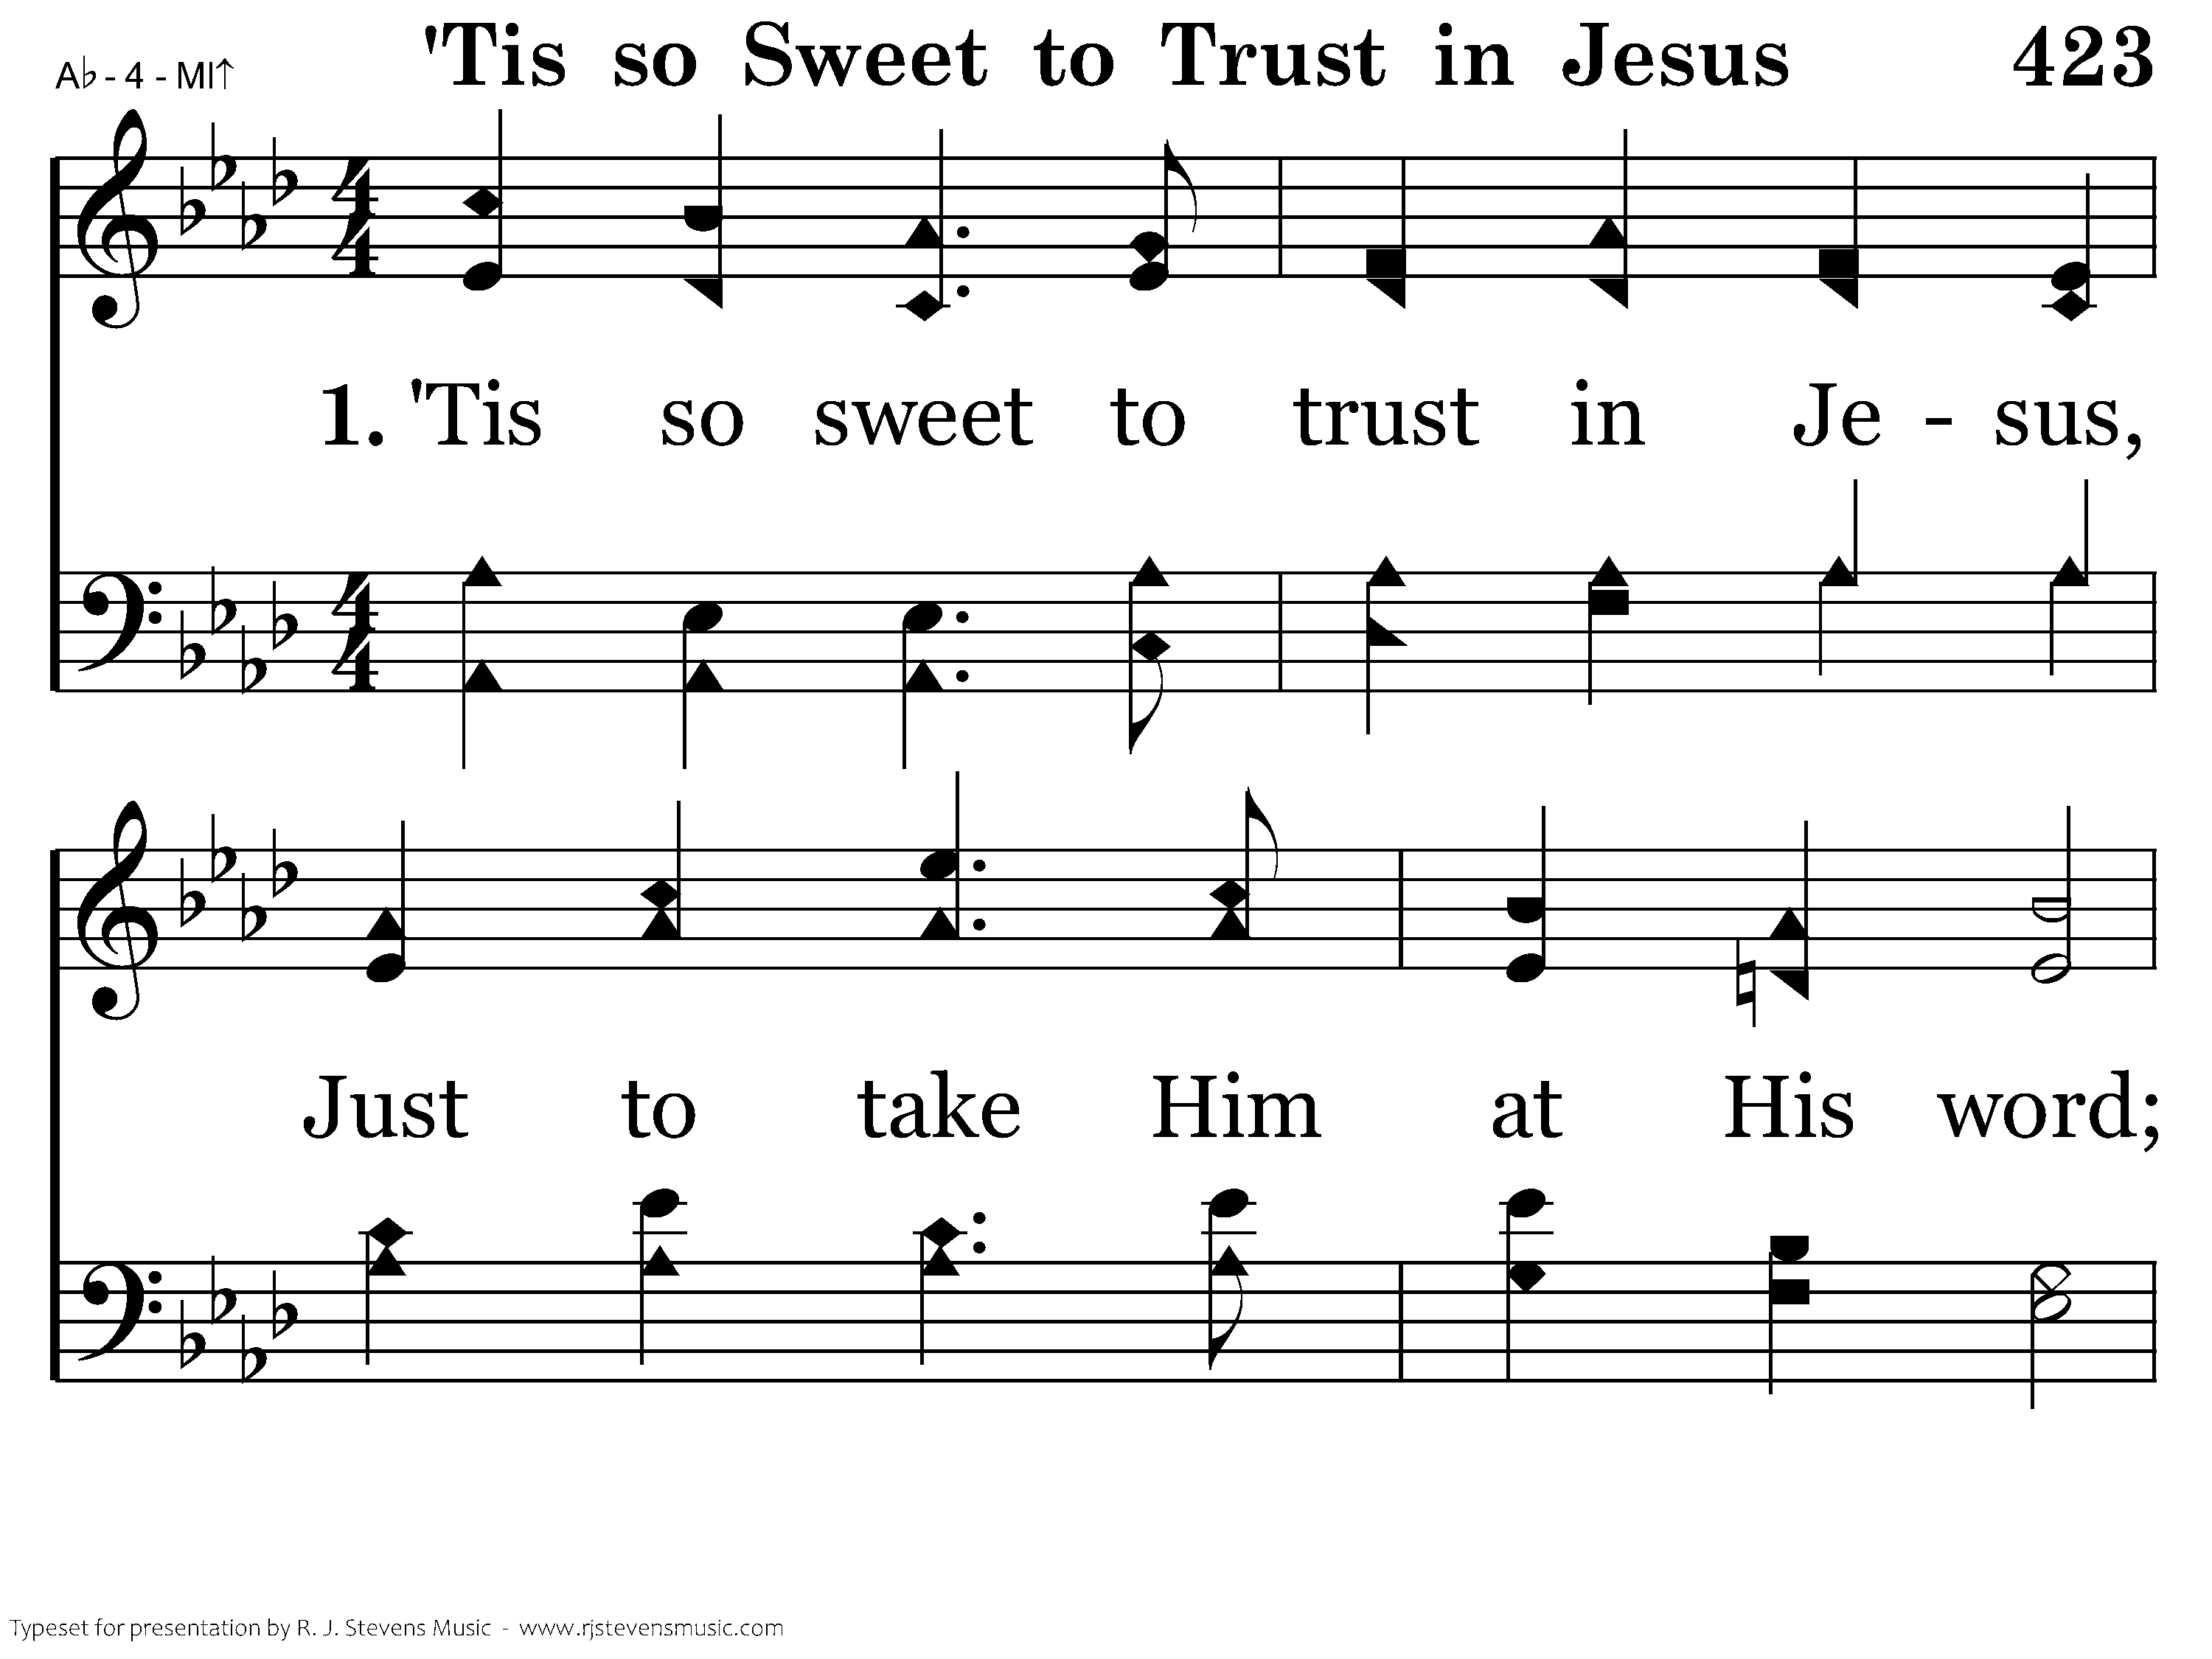 'Tis so Sweet to Trust in Jesus 423
A♭ - 4 - MI↑
1. 'Tis so sweet to trust in Je - sus,
Just to take Him at His word;
Typeset for presentation by R. J. Stevens Music - www.rjstevensmusic.com